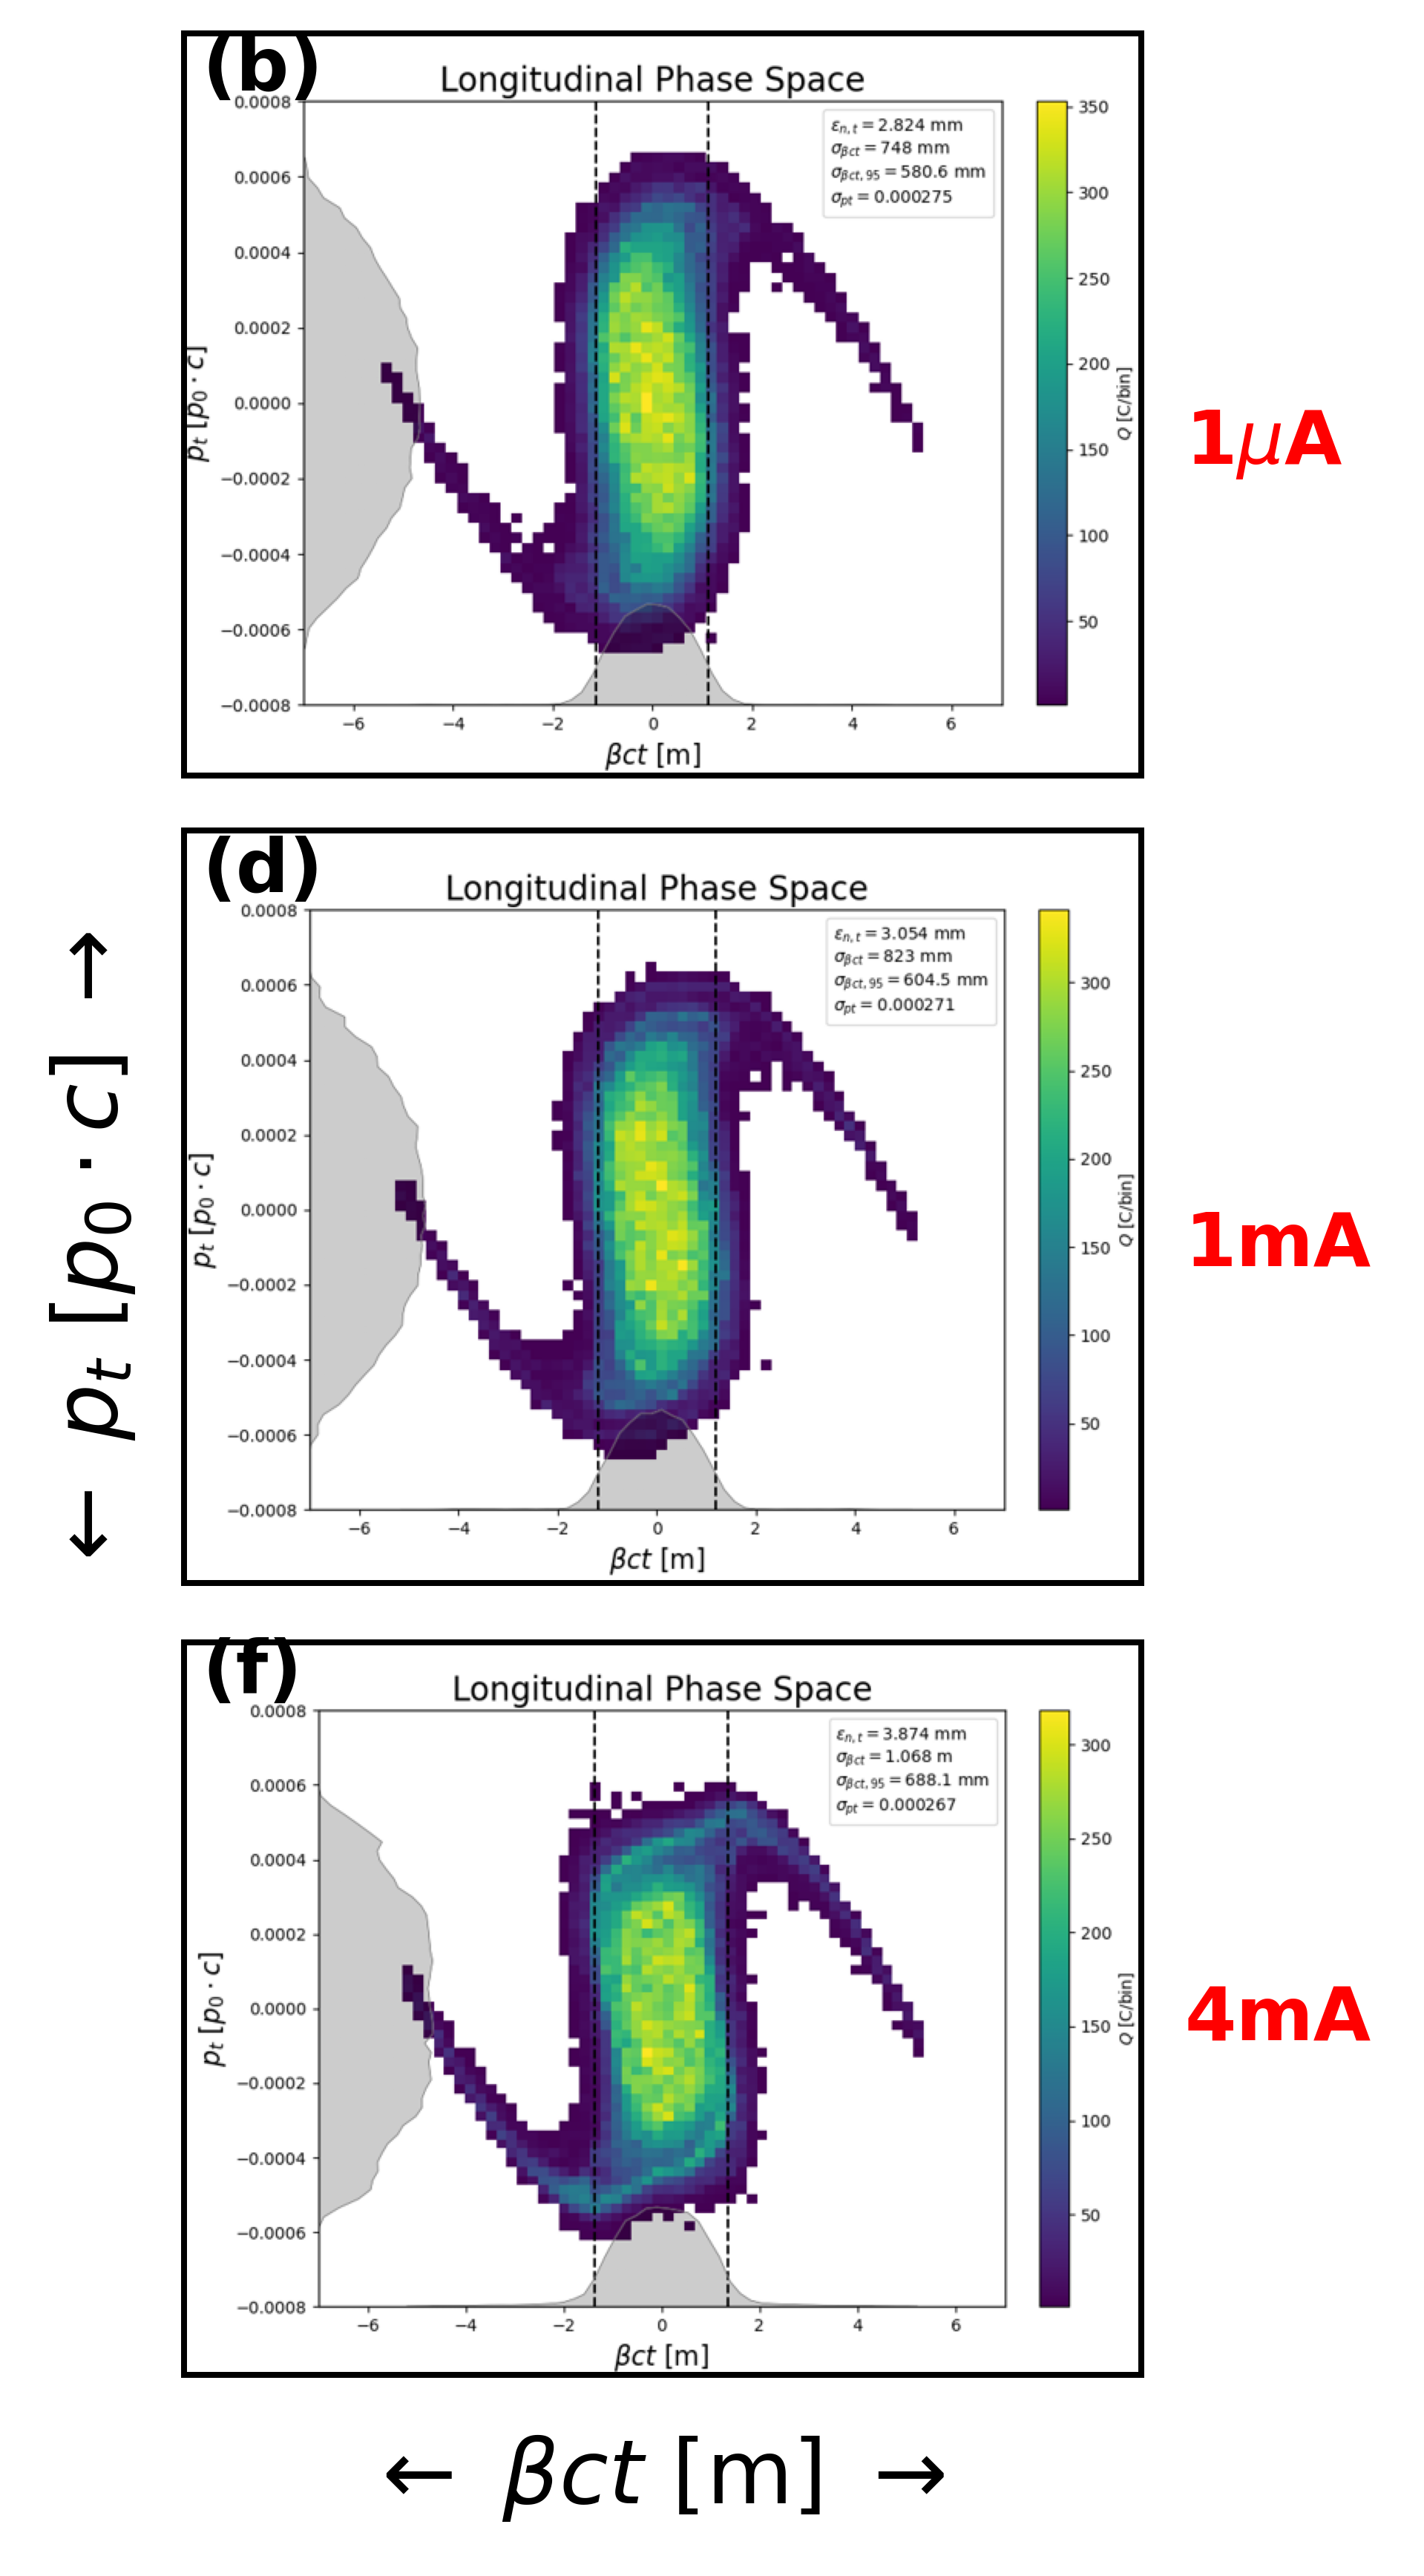 (b)
Longitudinal Phase Space
0.0008
0.0006
0.0004
0.0002
0.0000
−0.0002
−0.0004
−0.0006
−0.0008
p_t [p_0 · c]
ε_{n,t} = 2.824 mm
σ_{βct} = 748 mm
σ_{βct,95} = 580.6 mm
σ_{pt} = 0.000275
−6 −4 −2 0 2 4 6
βct [m]
350
300
250
200
150
100
50
Q [C/bin]
1μA
(d)
Longitudinal Phase Space
0.0008
0.0006
0.0004
0.0002
0.0000
−0.0002
−0.0004
−0.0006
−0.0008
p_t [p_0 · c]
ε_{n,t} = 3.054 mm
σ_{βct} = 823 mm
σ_{βct,95} = 604.5 mm
σ_{pt} = 0.000271
−6 −4 −2 0 2 4 6
βct [m]
300
250
200
150
100
50
Q [C/bin]
1mA
← p_t [p_0 · c] →
(f)
Longitudinal Phase Space
0.0008
0.0006
0.0004
0.0002
0.0000
−0.0002
−0.0004
−0.0006
−0.0008
p_t [p_0 · c]
ε_{n,t} = 3.874 mm
σ_{βct} = 1.068 m
σ_{βct,95} = 688.1 mm
σ_{pt} = 0.000267
−6 −4 −2 0 2 4 6
βct [m]
300
250
200
150
100
50
Q [C/bin]
4mA
← βct [m] →